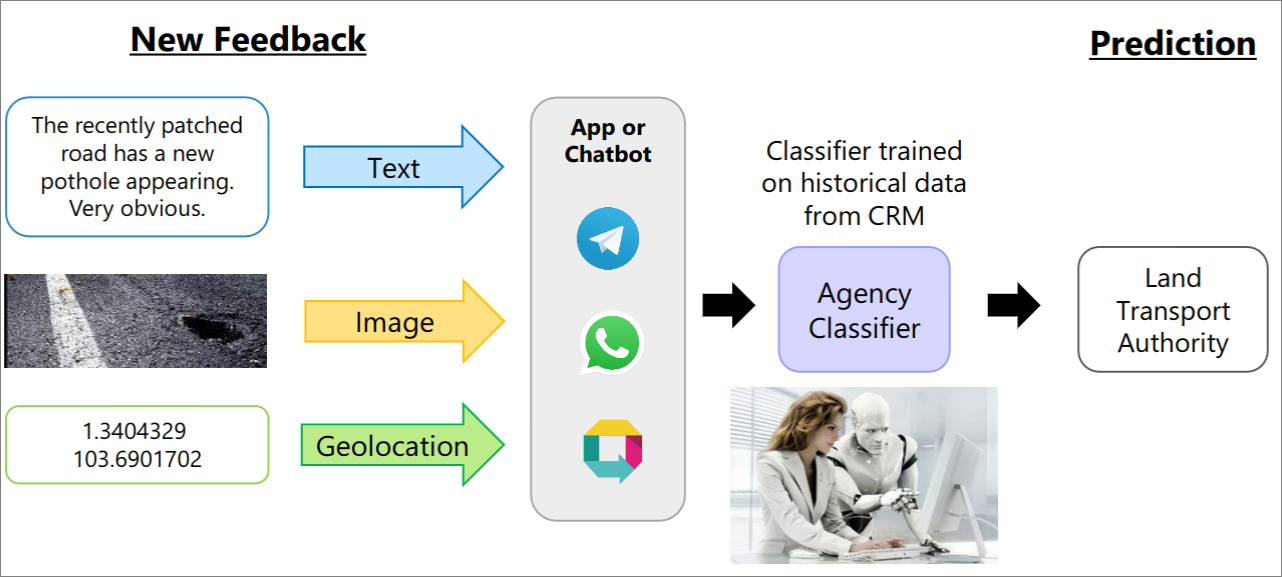 New Feedback
Prediction
The recently patched
road has a new
pothole appearing.
Very obvious.
Text
App or
Chatbot
Classifier trained
on historical data
from CRM
Image
Agency
Classifier
Land
Transport
Authority
1.3404329
103.6901702
Geolocation